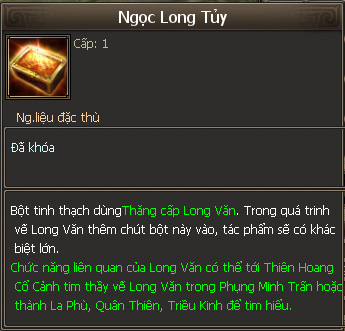 Ngọc Long Tủy
Cấp: 1
Ng.liệu đặc thù
Đã khóa
Bột tinh thạch dùngThăng cấp Long Văn. Trong quá trình
vẽ Long Văn thêm chút bột này vào, tác phẩm sẽ có khác
biệt lớn.
Chức năng liên quan của Long Văn có thể tới Thiên Hoang
Cổ Cảnh tìm thầy vẽ Long Văn trong Phụng Minh Trấn hoặc
thành La Phù, Quân Thiên, Triều Kinh để tìm hiểu.